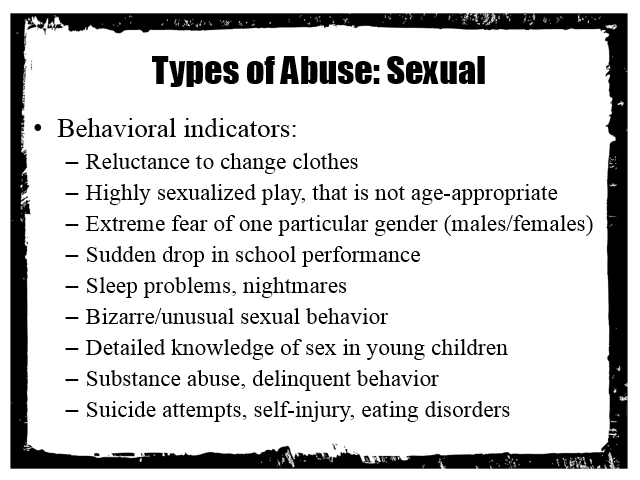 Types of Abuse: Sexual
• Behavioral indicators:
– Reluctance to change clothes
– Highly sexualized play, that is not age-appropriate
– Extreme fear of one particular gender (males/females)
– Sudden drop in school performance
– Sleep problems, nightmares
– Bizarre/unusual sexual behavior
– Detailed knowledge of sex in young children
– Substance abuse, delinquent behavior
– Suicide attempts, self-injury, eating disorders